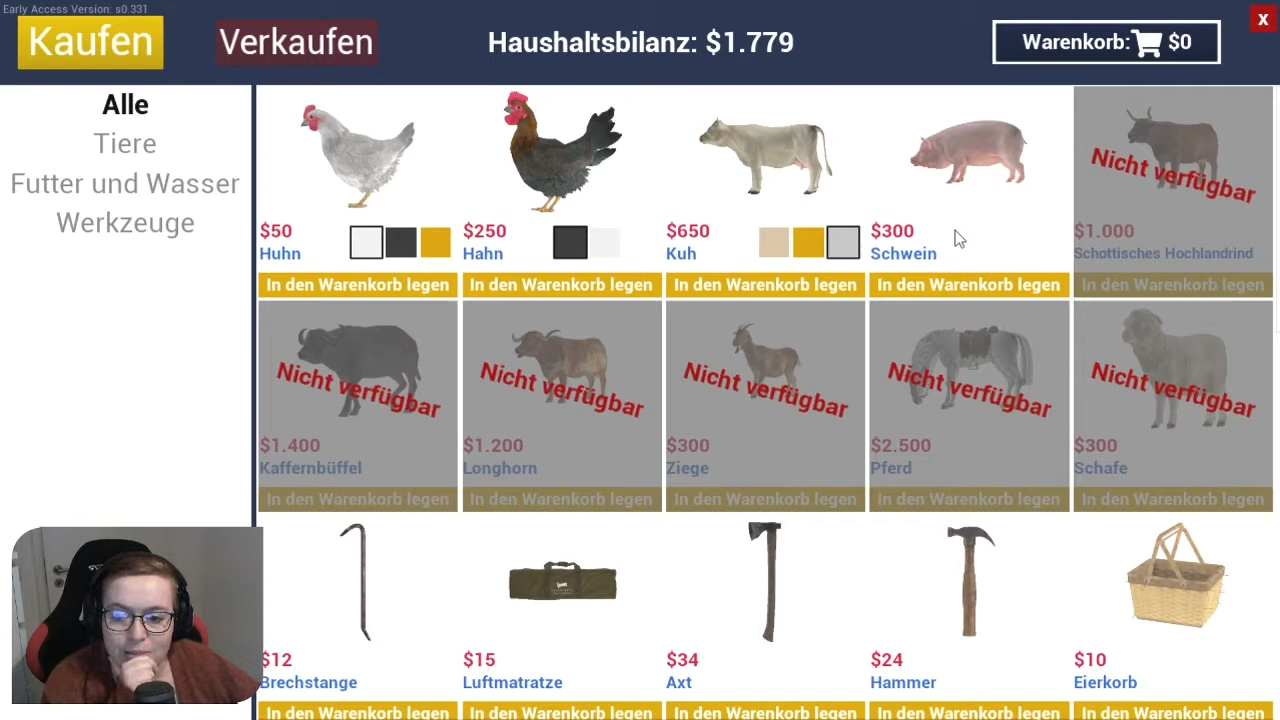 Early Access Version: s0.331
Kaufen
Verkaufen
Haushaltsbilanz: $1.779
Warenkorb: $0
x
Alle
Tiere
Futter und Wasser
Werkzeuge
$50
Huhn
In den Warenkorb legen
$250
Hahn
In den Warenkorb legen
$650
Kuh
In den Warenkorb legen
$300
Schwein
In den Warenkorb legen
Nicht verfügbar
$1.000
Schottisches Hochlandrind
In den Warenkorb legen
Nicht verfügbar
$1.400
Kaffernbüffel
In den Warenkorb legen
Nicht verfügbar
$1.200
Longhorn
In den Warenkorb legen
Nicht verfügbar
$300
Ziege
In den Warenkorb legen
Nicht verfügbar
$2.500
Pferd
In den Warenkorb legen
Nicht verfügbar
$300
Schafe
In den Warenkorb legen
$12
Brechstange
In den Warenkorb legen
$15
Luftmatratze
In den Warenkorb legen
$34
Axt
In den Warenkorb legen
$24
Hammer
In den Warenkorb legen
$10
Eierkorb
In den Warenkorb legen